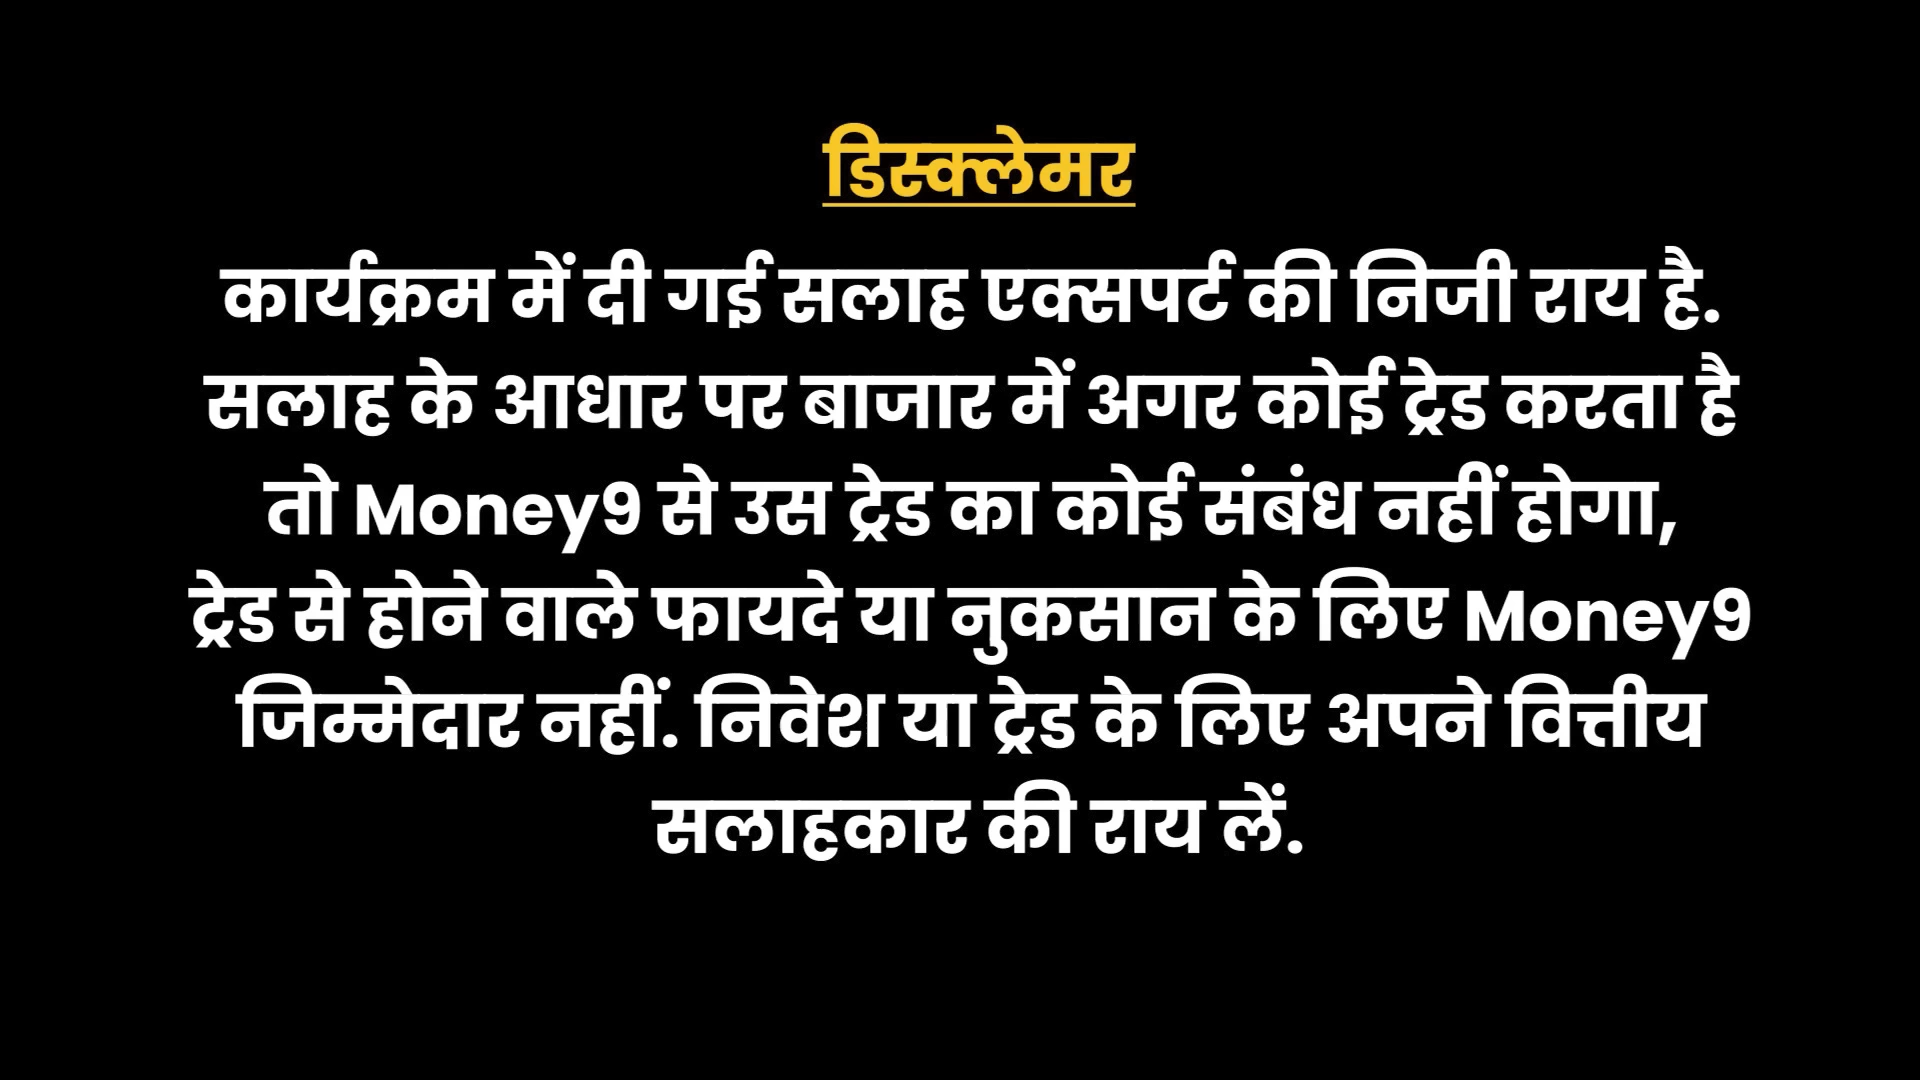 डिस्क्लेमर
कार्यक्रम में दी गई सलाह एक्सपर्ट की निजी राय है.
सलाह के आधार पर बाजार में अगर कोई ट्रेड करता है
तो Money9 से उस ट्रेड का कोई संबंध नहीं होगा,
ट्रेड से होने वाले फायदे या नुकसान के लिए Money9
जिम्मेदार नहीं. निवेश या ट्रेड के लिए अपने वित्तीय
सलाहकार की राय लें.